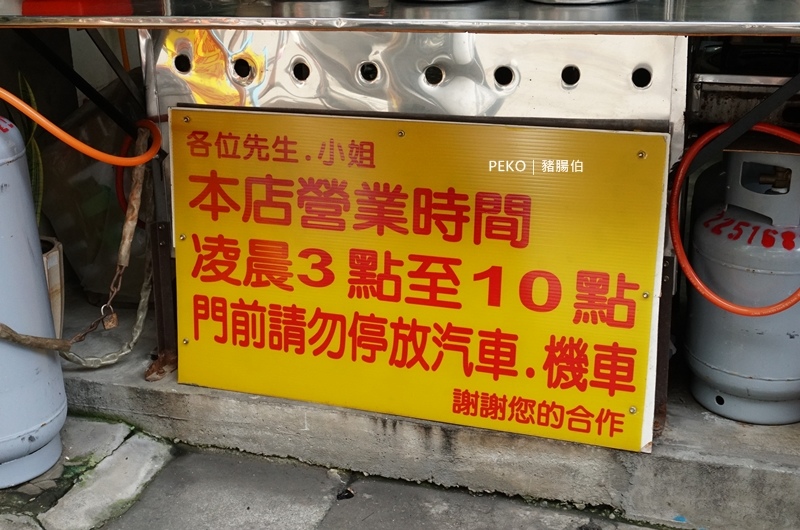 各位先生.小姐
PEKO｜豬腸伯
本店營業時間
凌晨3點至10點
門前請勿停放汽車.機車
謝謝您的合作
225168